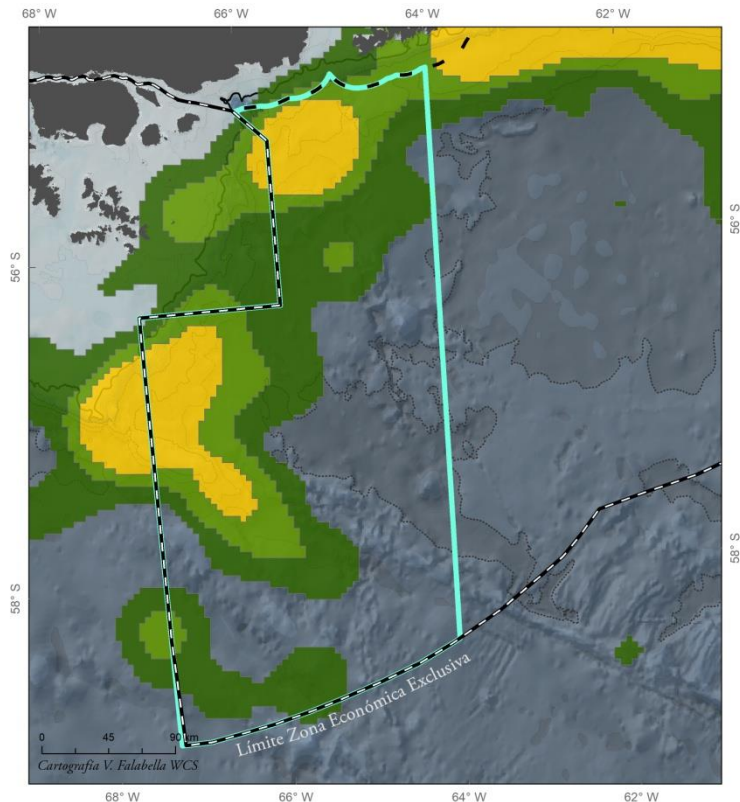 68° W
66° W
64° W
62° W
56° S
56° S
58° S
58° S
Límite Zona Económica Exclusiva
0 45 90 km
Cartografía V. Falabella WCS
68° W
66° W
64° W
62° W